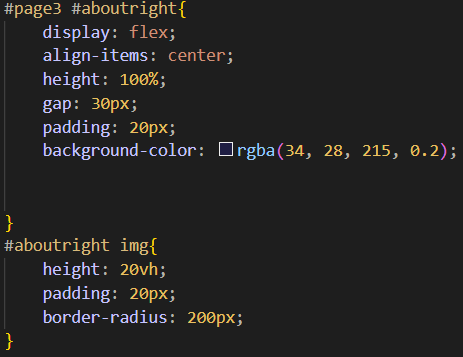 #page3 #aboutright{
display: flex;
align-items: center;
height: 100%;
gap: 30px;
padding: 20px;
background-color: rgba(34, 28, 215, 0.2);
}
#aboutright img{
height: 20vh;
padding: 20px;
border-radius: 200px;
}